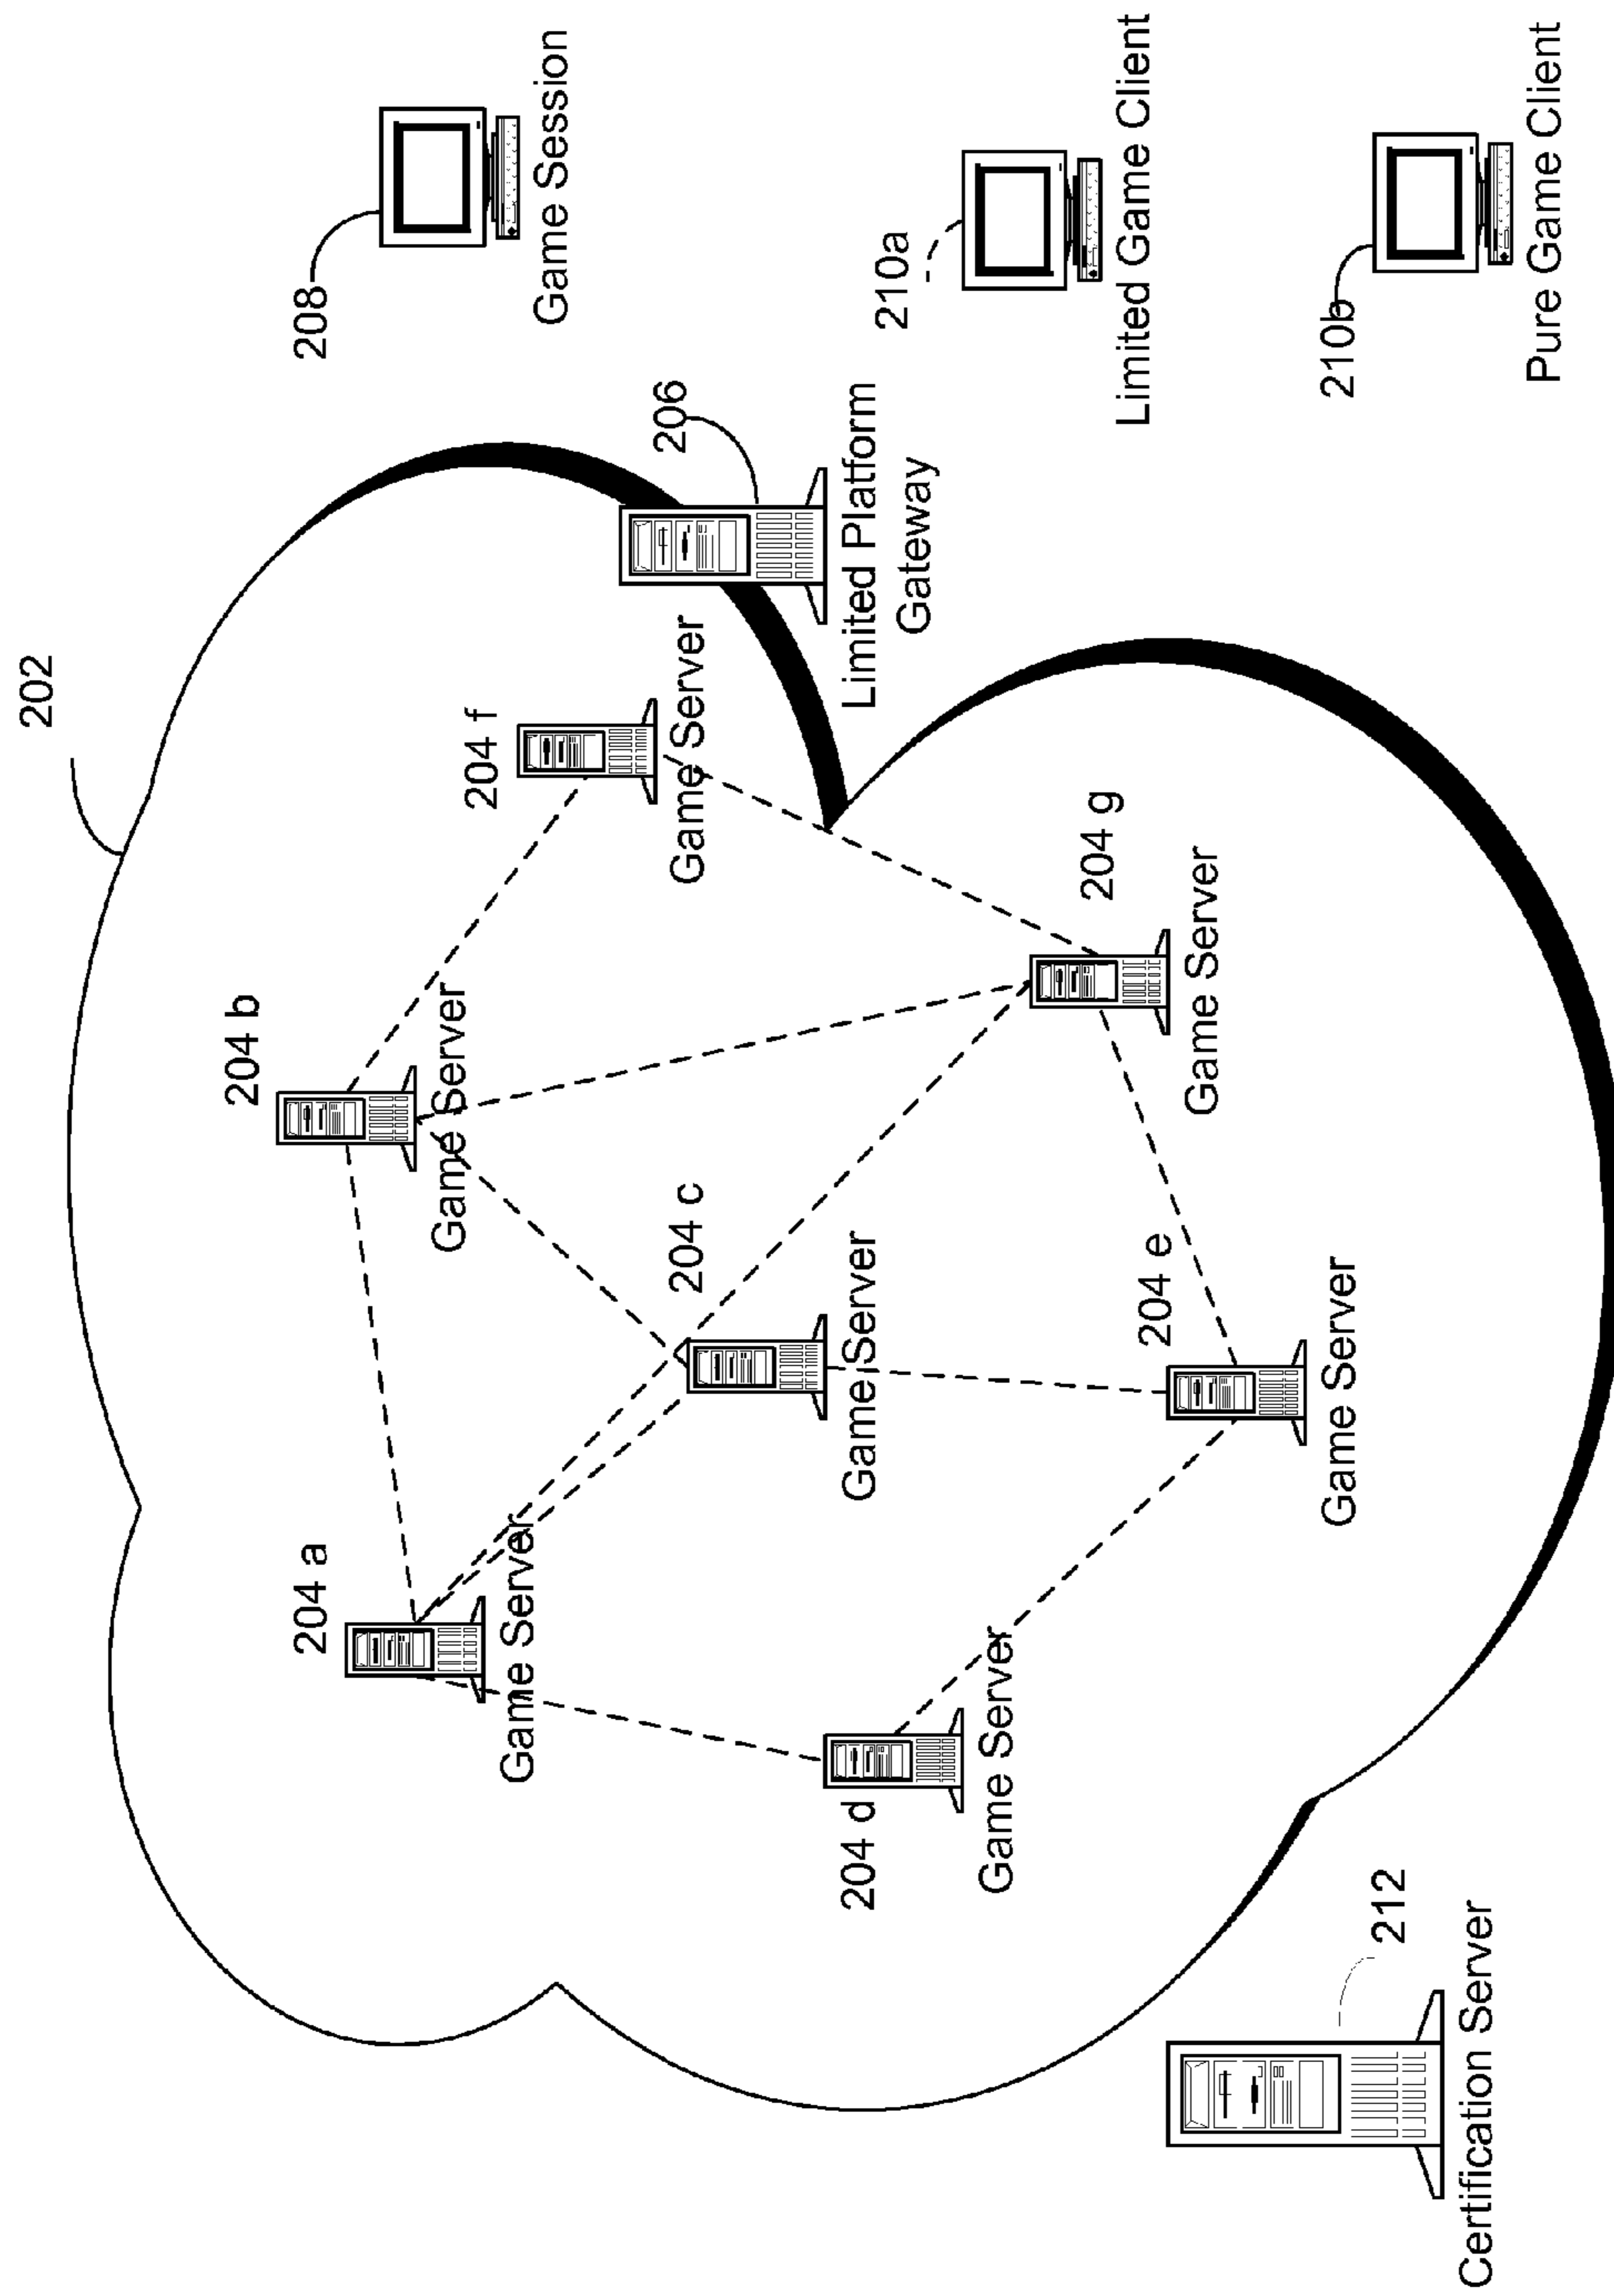 202
204 b
Game Server
204 a
Game Server
204 f
Game Server
208
Game Session
206
Limited Platform
Gateway
204 c
Game Server
204 d
Game Server
204 g
Game Server
204 e
Game Server
210a
Limited Game Client
210b
Pure Game Client
212
Certification Server